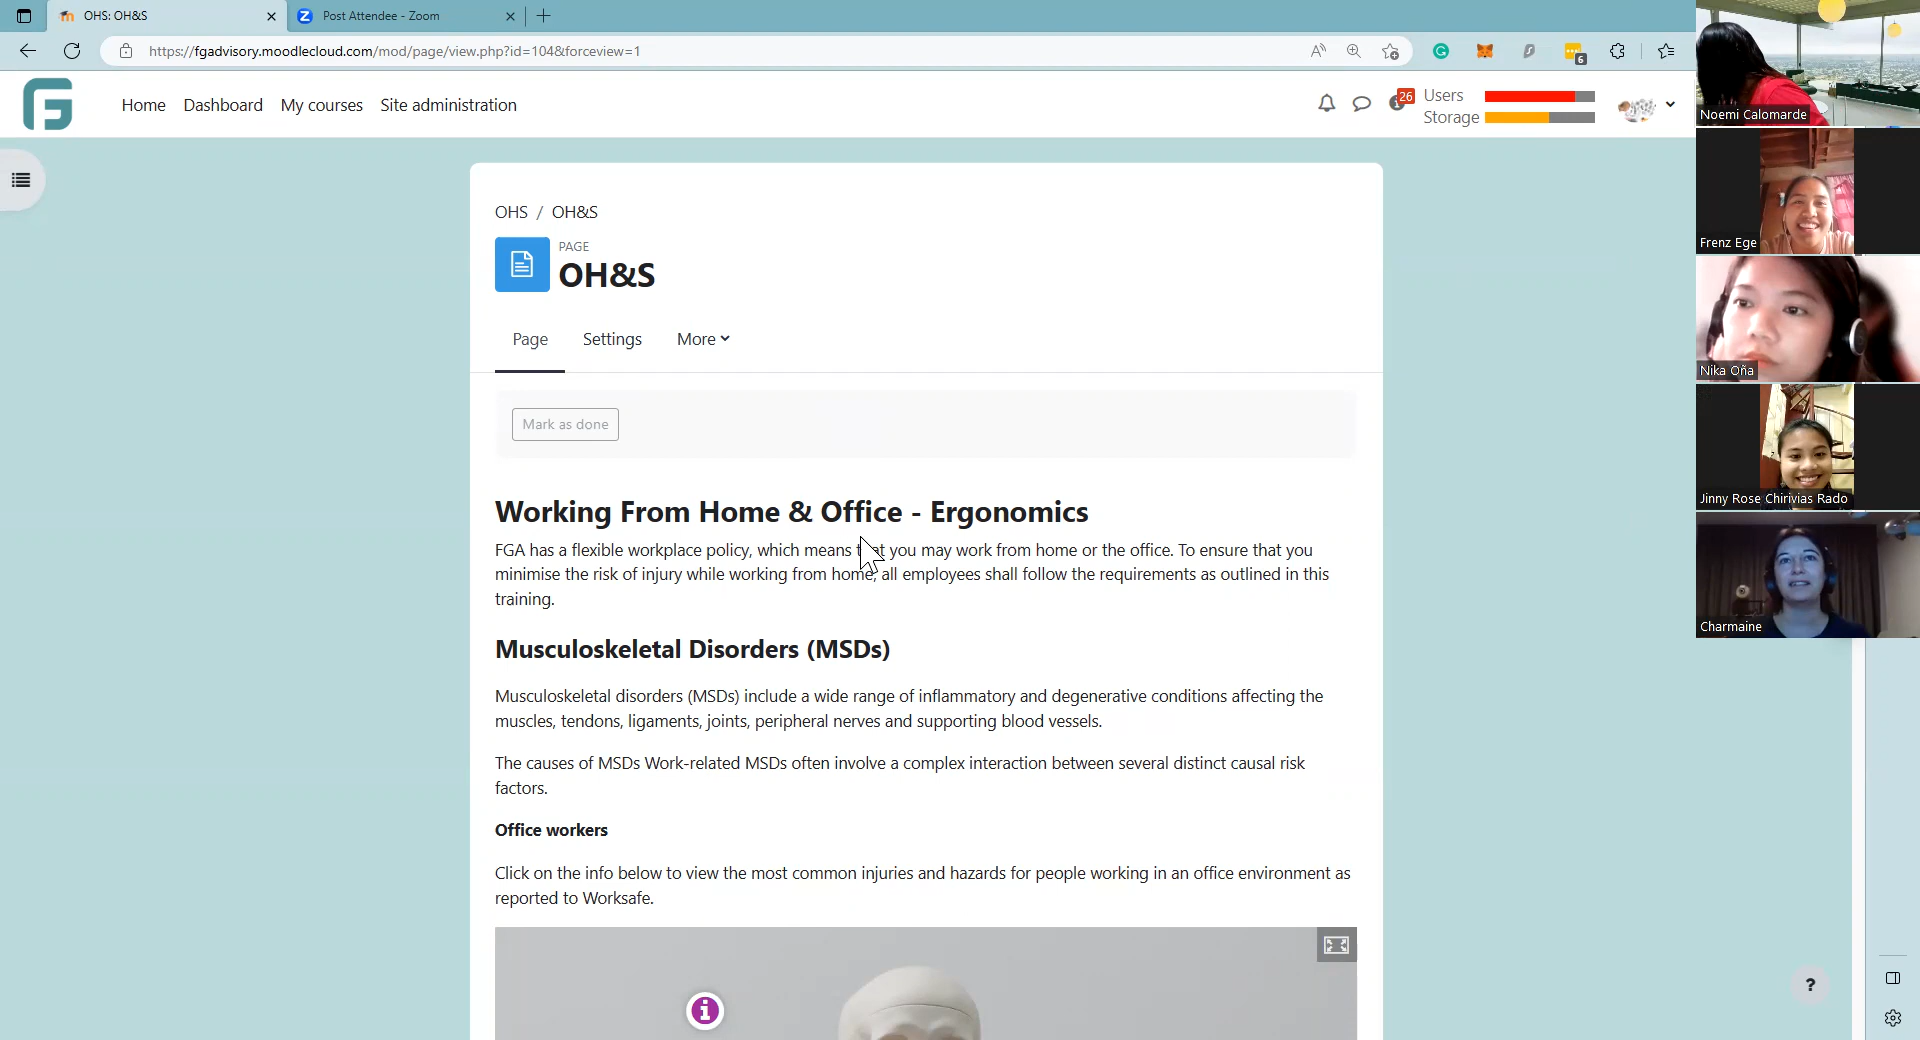 OHS: OH&S
Post Attendee - Zoom
https://fgadvisory.moodlecloud.com/mod/page/view.php?id=104&forceview=1
6
Home Dashboard My courses Site administration
26
Users
Storage
OHS / OH&S
PAGE
OH&S
Page Settings More
Mark as done
Working From Home & Office - Ergonomics
FGA has a flexible workplace policy, which means that you may work from home or the office. To ensure that you
minimise the risk of injury while working from home, all employees shall follow the requirements as outlined in this
training.
Musculoskeletal Disorders (MSDs)
Musculoskeletal disorders (MSDs) include a wide range of inflammatory and degenerative conditions affecting the
muscles, tendons, ligaments, joints, peripheral nerves and supporting blood vessels.
The causes of MSDs Work-related MSDs often involve a complex interaction between several distinct causal risk
factors.
Office workers
Click on the info below to view the most common injuries and hazards for people working in an office environment as
reported to Worksafe.
?
Noemi Calomarde
Frenz Ege
Nika Oña
Jinny Rose Chirivias Rado
Charmaine